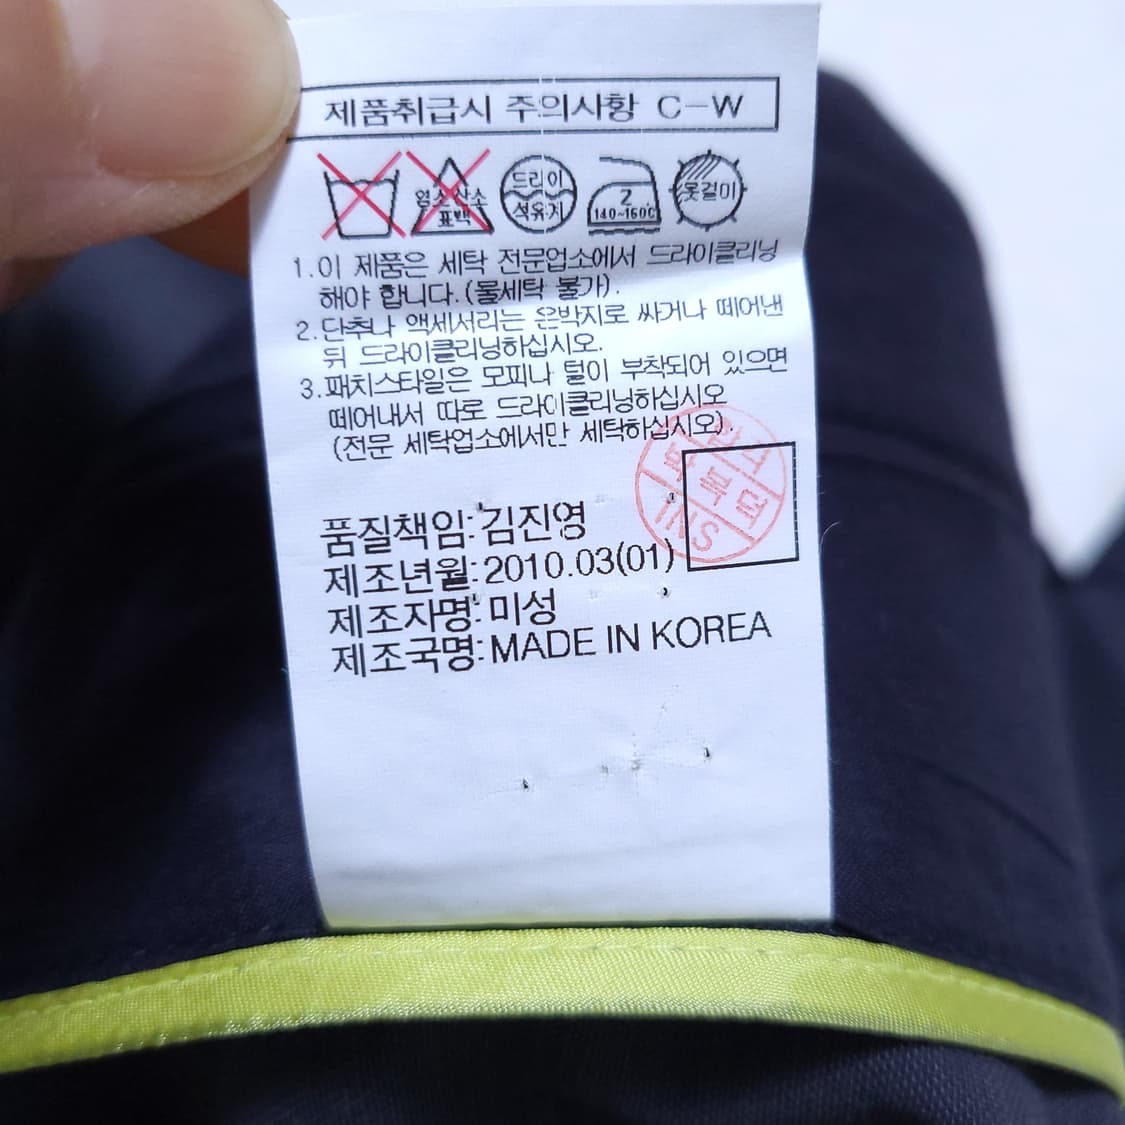 제품취급시 주의사항 C-W
염소산소
표백
드라이
석유계
2
140~160℃
옷걸이
1.이 제품은 세탁 전문업소에서 드라이클리닝
해야 합니다.(물세탁 불가).
2.단추나 액세서리는 은박지로 싸거나 떼어낸
뒤 드라이클리닝하십시오.
3.패치스타일은 모피나 털이 부착되어 있으면
떼어내서 따로 드라이클리닝하십시오
(전문 세탁업소에서만 세탁하십시오).
품질책임:김진영
제조년월:2010.03(01)
제조자명:미성
제조국명:MADE IN KOREA